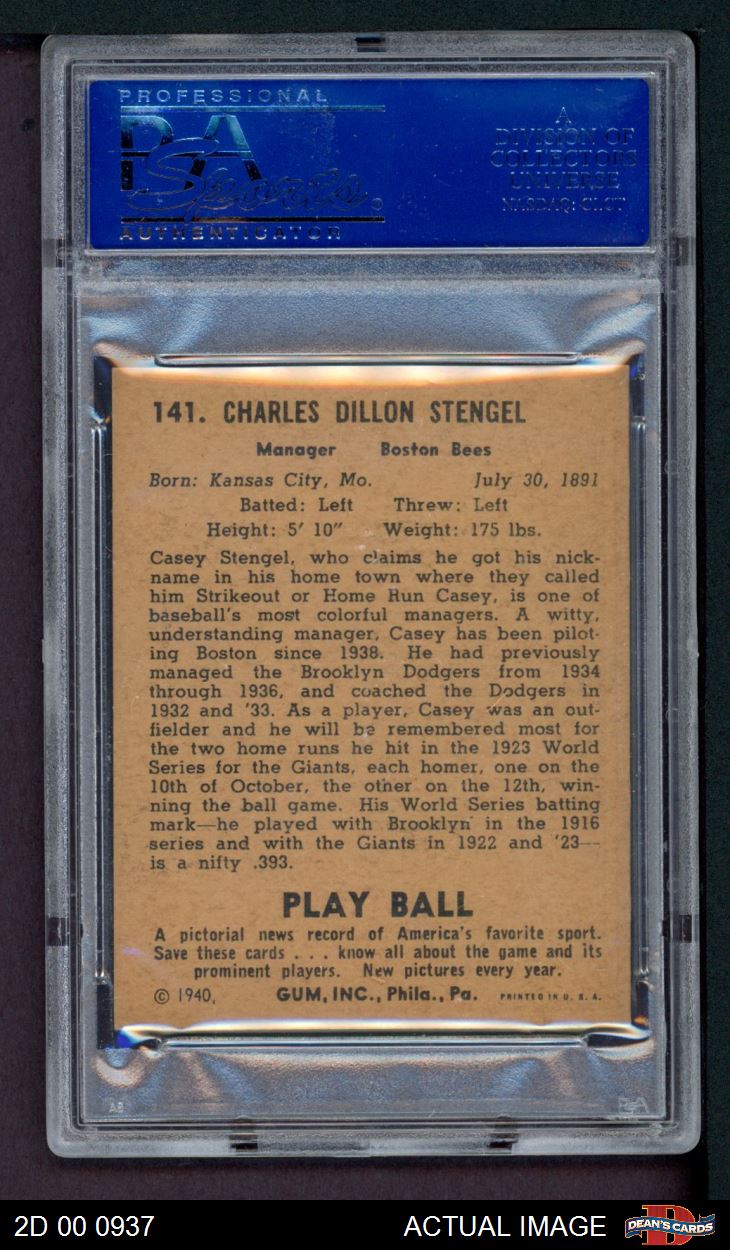 PROFESSIONAL
PSA
Sports
AUTHENTICATOR
A
DIVISION OF
COLLECTORS
UNIVERSE
NASDAQ: CLCT
141. CHARLES DILLON STENGEL
Manager Boston Bees
Born: Kansas City, Mo. July 30, 1891
Batted: Left Threw: Left
Height: 5′ 10″ Weight: 175 lbs.
Casey Stengel, who claims he got his nick-
name in his home town where they called
him Strikeout or Home Run Casey, is one of
baseball's most colorful managers. A witty,
understanding manager, Casey has been pilot-
ing Boston since 1938. He had previously
managed the Brooklyn Dodgers from 1934
through 1936, and coached the Dodgers in
1932 and '33. As a player, Casey was an out-
fielder and he will be remembered most for
the two home runs he hit in the 1923 World
Series for the Giants, each homer, one on the
10th of October, the other on the 12th, win-
ning the ball game. His World Series batting
mark—he played with Brooklyn in the 1916
series and with the Giants in 1922 and '23—
is a nifty .393.
PLAY BALL
A pictorial news record of America's favorite sport.
Save these cards . . . know all about the game and its
prominent players. New pictures every year.
© 1940, GUM, INC., Phila., Pa. PRINTED IN U. S. A.
2D 00 0937 ACTUAL IMAGE DEAN'S CARDS